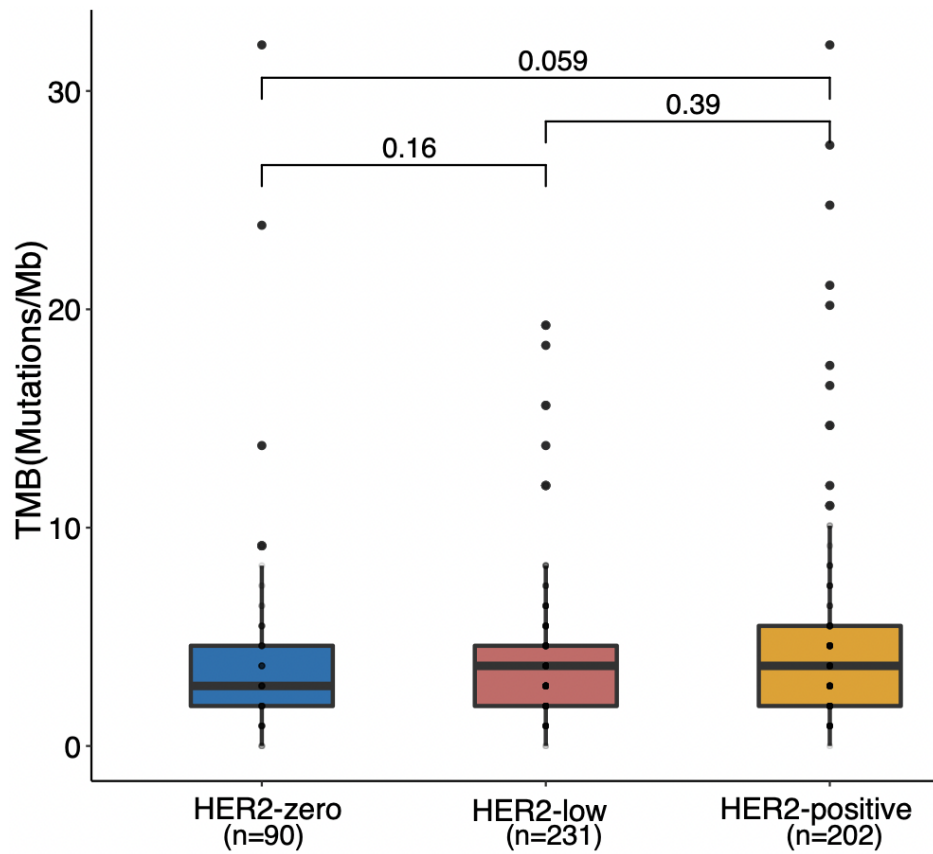 0.059
30
0.39
0.16
TMB(Mutations/Mb)
20
10
0
HER2-zero
(n=90)
HER2-low
(n=231)
HER2-positive
(n=202)